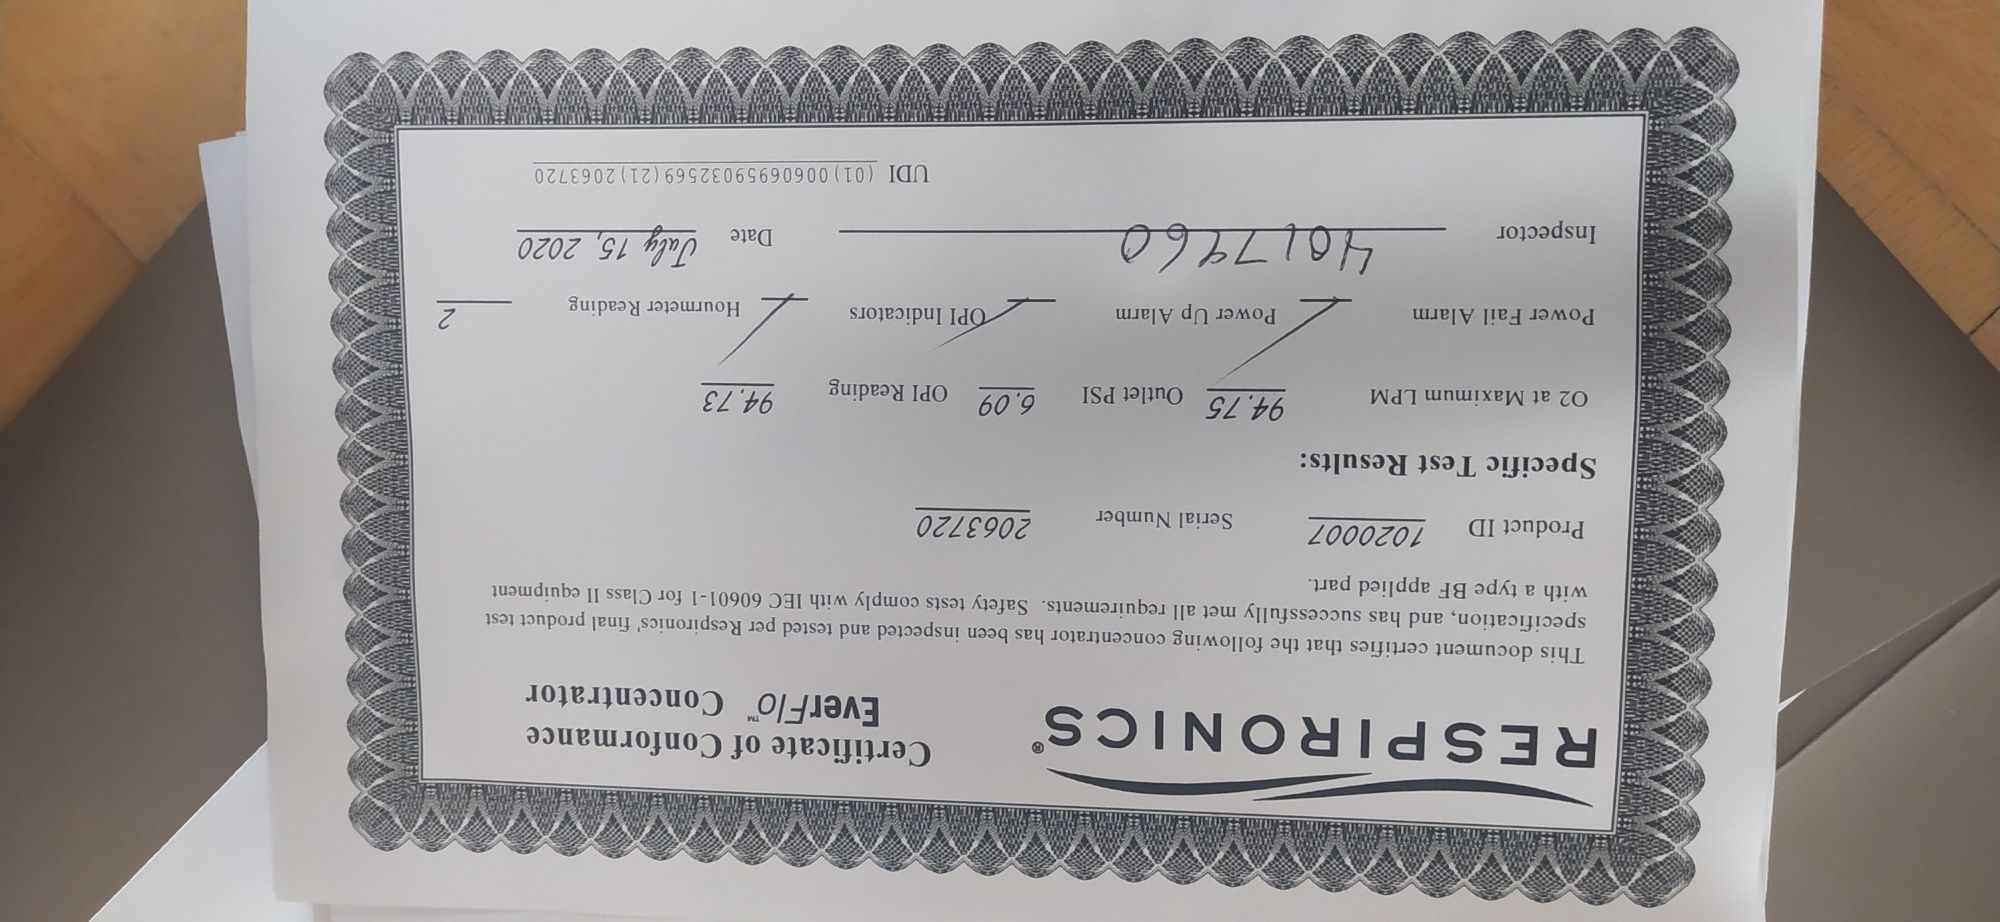 RESPIRONICS®
Certificate of Conformance
EverFlo™ Concentrator
This document certifies that the following concentrator has been inspected and tested per Respironics' final product test
specification, and has successfully met all requirements. Safety tests comply with IEC 60601-1 for Class II equipment
with a type BF applied part.
Product ID 1020007 Serial Number 2063720
Specific Test Results:
O2 at Maximum LPM 94.75 Outlet PSI 6.09 OPI Reading 94.73
Power Fail Alarm ✓ Power Up Alarm ✓ OPI Indicators ✓ Hourmeter Reading 2
Inspector 4017960 Date July 15, 2020
UDI (01)00606959032569(21)2063720